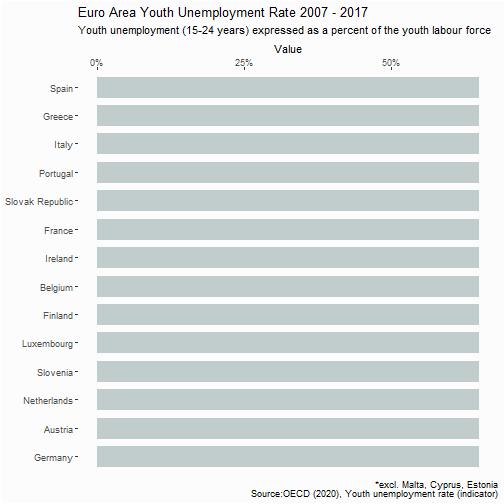 Euro Area Youth Unemployment Rate 2007 - 2017
Youth unemployment (15-24 years) expressed as a percent of the youth labour force
Value
0% 25% 50%
Spain
Greece
Italy
Portugal
Slovak Republic
France
Ireland
Belgium
Finland
Luxembourg
Slovenia
Netherlands
Austria
Germany
*excl. Malta, Cyprus, Estonia
Source:OECD (2020), Youth unemployment rate (indicator)